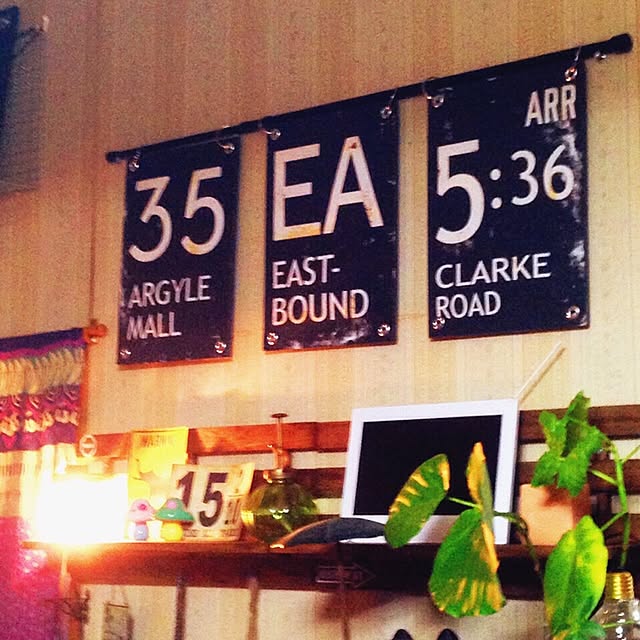 35
ARGYLE
MALL
EA
EAST-
BOUND
ARR
5:36
CLARKE
ROAD
15